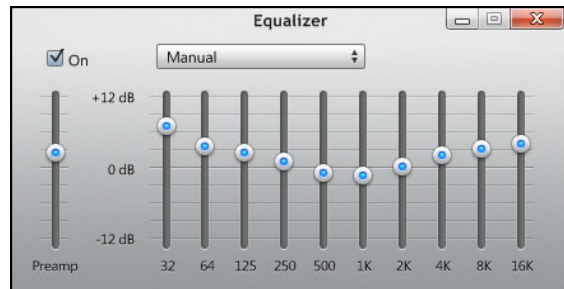 Equalizer
On
Manual
+12 dB
0 dB
-12 dB
Preamp 32 64 125 250 500 1K 2K 4K 8K 16K